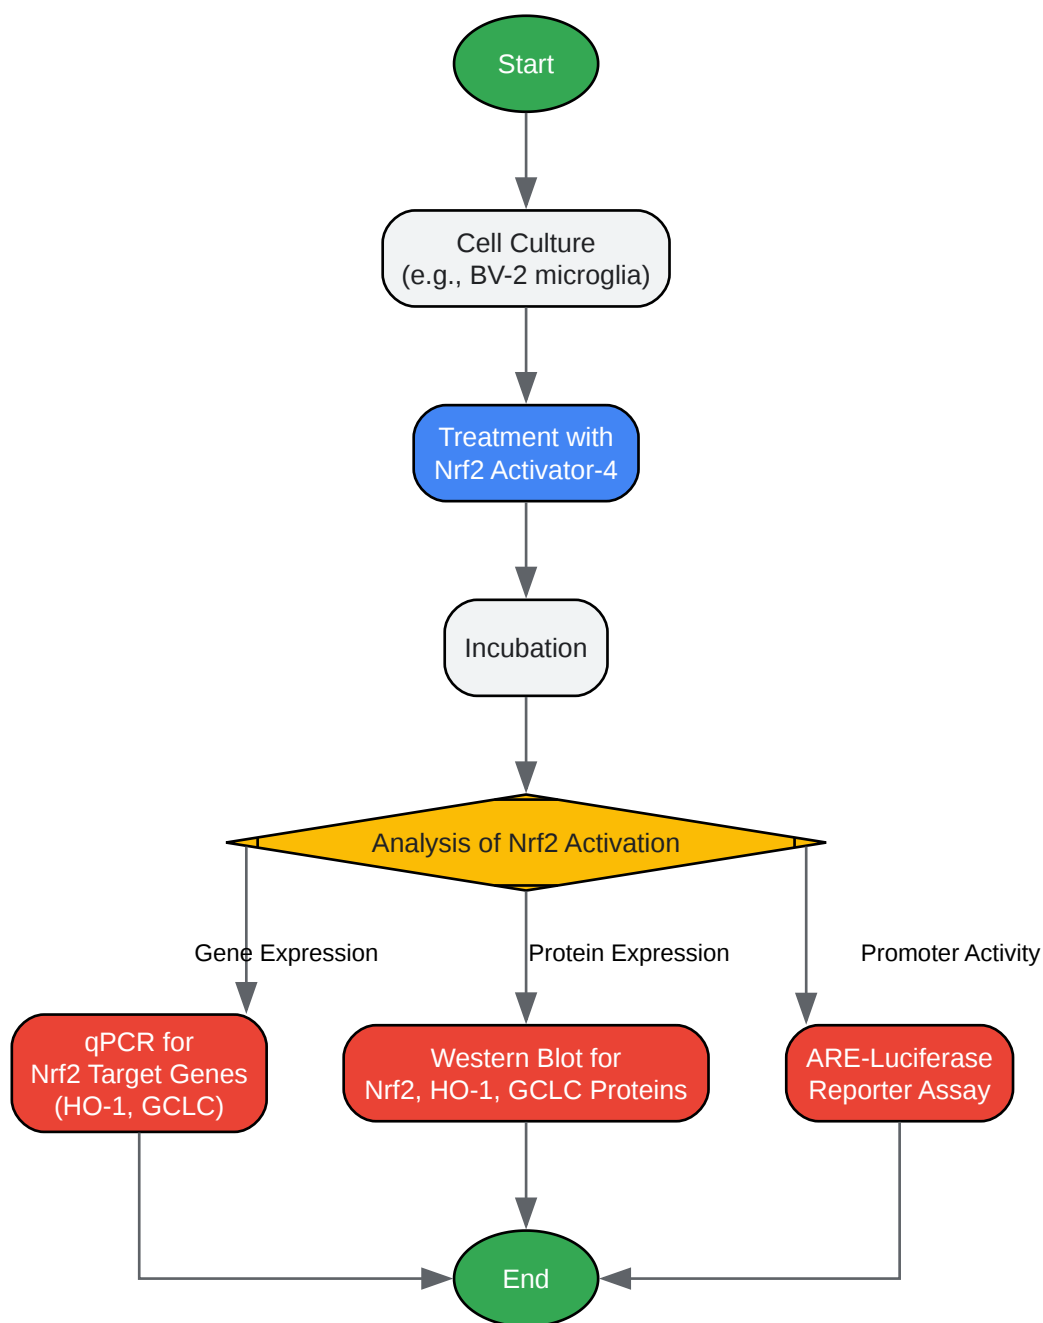 Start
Cell Culture
(e.g., BV-2 microglia)
Treatment with
Nrf2 Activator-4
Incubation
Analysis of Nrf2 Activation
Gene Expression
Protein Expression
Promoter Activity
qPCR for
Nrf2 Target Genes
(HO-1, GCLC)
Western Blot for
Nrf2, HO-1, GCLC Proteins
ARE-Luciferase
Reporter Assay
End